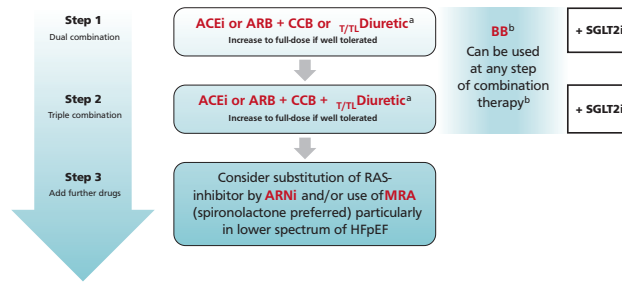 Step 1
Dual combination
ACEi or ARB + CCB or T/TLDiuretica
Increase to full-dose if well tolerated
BBb
Can be used
at any step
of combination
therapyb
+ SGLT2i
Step 2
Triple combination
ACEi or ARB + CCB + T/TLDiuretica
Increase to full-dose if well tolerated
+ SGLT2i
Step 3
Add further drugs
Consider substitution of RAS-
inhibitor by ARNi and/or use of MRA
(spironolactone preferred) particularly
in lower spectrum of HFpEF